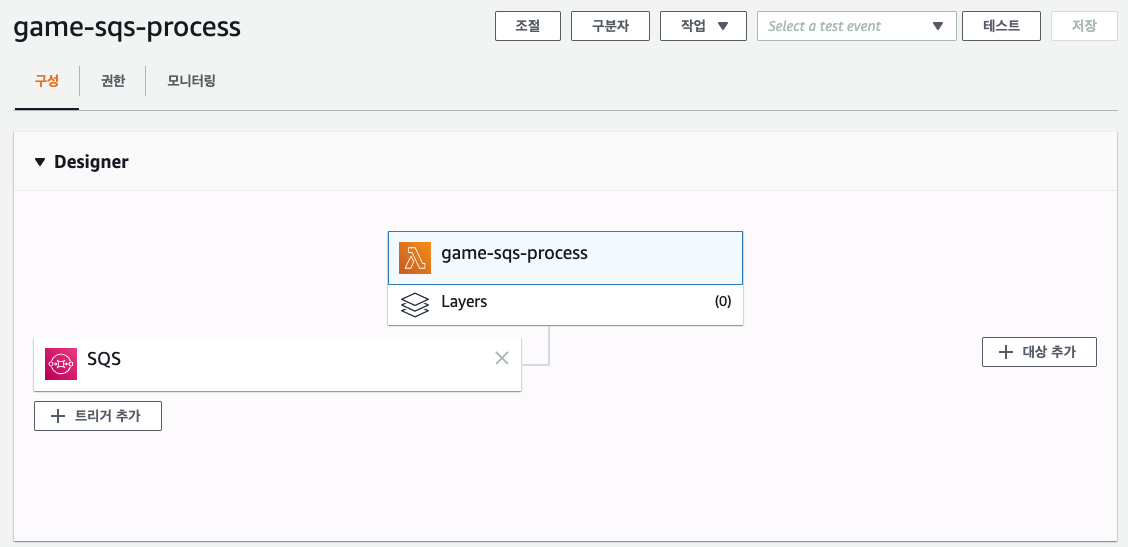 game-sqs-process
조절
구분자
작업
Select a test event
테스트
저장
구성
권한
모니터링
Designer
game-sqs-process
Layers
(0)
SQS
대상 추가
트리거 추가